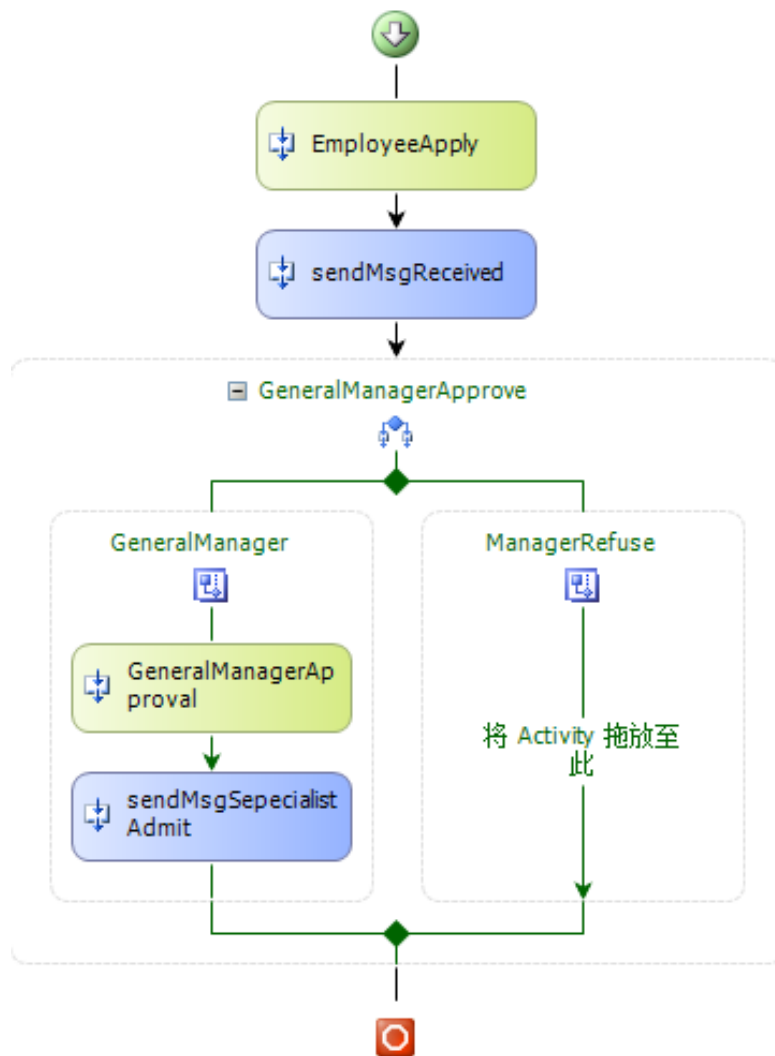 EmployeeApply
sendMsgReceived
GeneralManagerApprove
GeneralManager
GeneralManagerAp
proval
sendMsgSepecialist
Admit
ManagerRefuse
将 Activity 拖放至
此